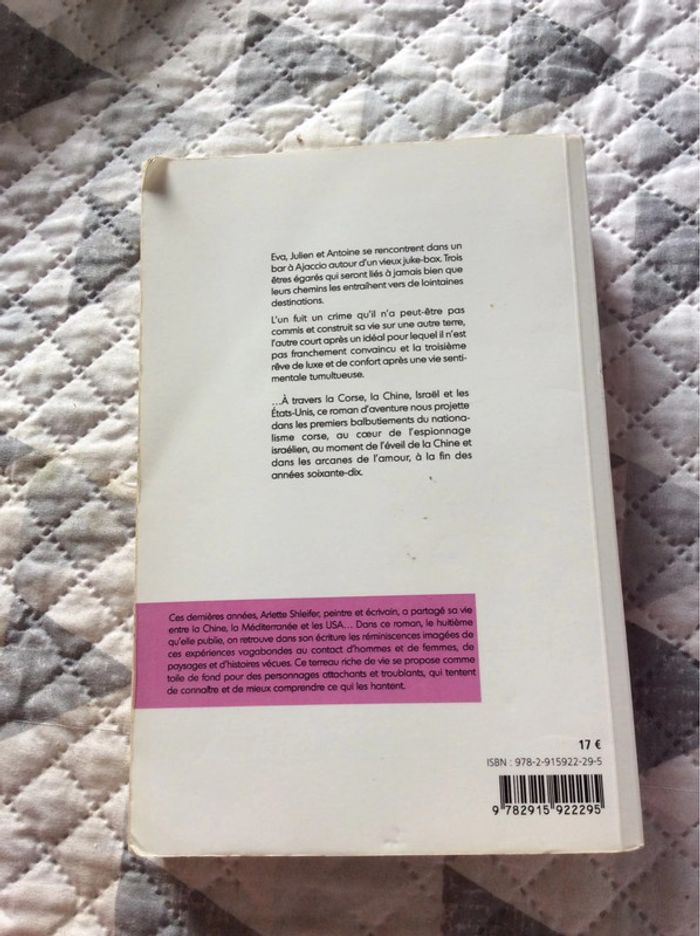 Eva, Julien et Antoine se rencontrent dans un
bar à Ajaccio autour d'un vieux juke-box. Trois
êtres égarés qui seront liés à jamais bien que
leurs chemins les entraînent vers de lointaines
destinations.
L'un fuit un crime qu'il n'a peut-être pas
commis et construit sa vie sur une autre terre,
l'autre court après un idéal pour lequel il n'est
pas franchement convaincu et la troisième
rêve de luxe et de confort après une vie senti-
mentale tumultueuse.
...À travers la Corse, la Chine, Israël et les
États-Unis, ce roman d'aventure nous projette
dans les premiers balbutiements du nationa-
lisme corse, au cœur de l'espionnage
israélien, au moment de l'éveil de la Chine et
dans les arcanes de l'amour, à la fin des
années soixante-dix.
Ces dernières années, Arlette Shleifer, peintre et écrivain, a partagé sa vie
entre la Chine, la Méditerranée et les USA... Dans ce roman, le huitième
qu'elle publie, on retrouve dans son écriture les réminiscences imagées de
ces expériences vagabondes au contact d'hommes et de femmes, de
paysages et d'histoires vécues. Ce terreau riche de vie se propose comme
toile de fond pour des personnages attachants et troublants, qui tentent
de connaître et de mieux comprendre ce qui les hantent.
17 €
ISBN : 978-2-915922-29-5
9 782915 922295